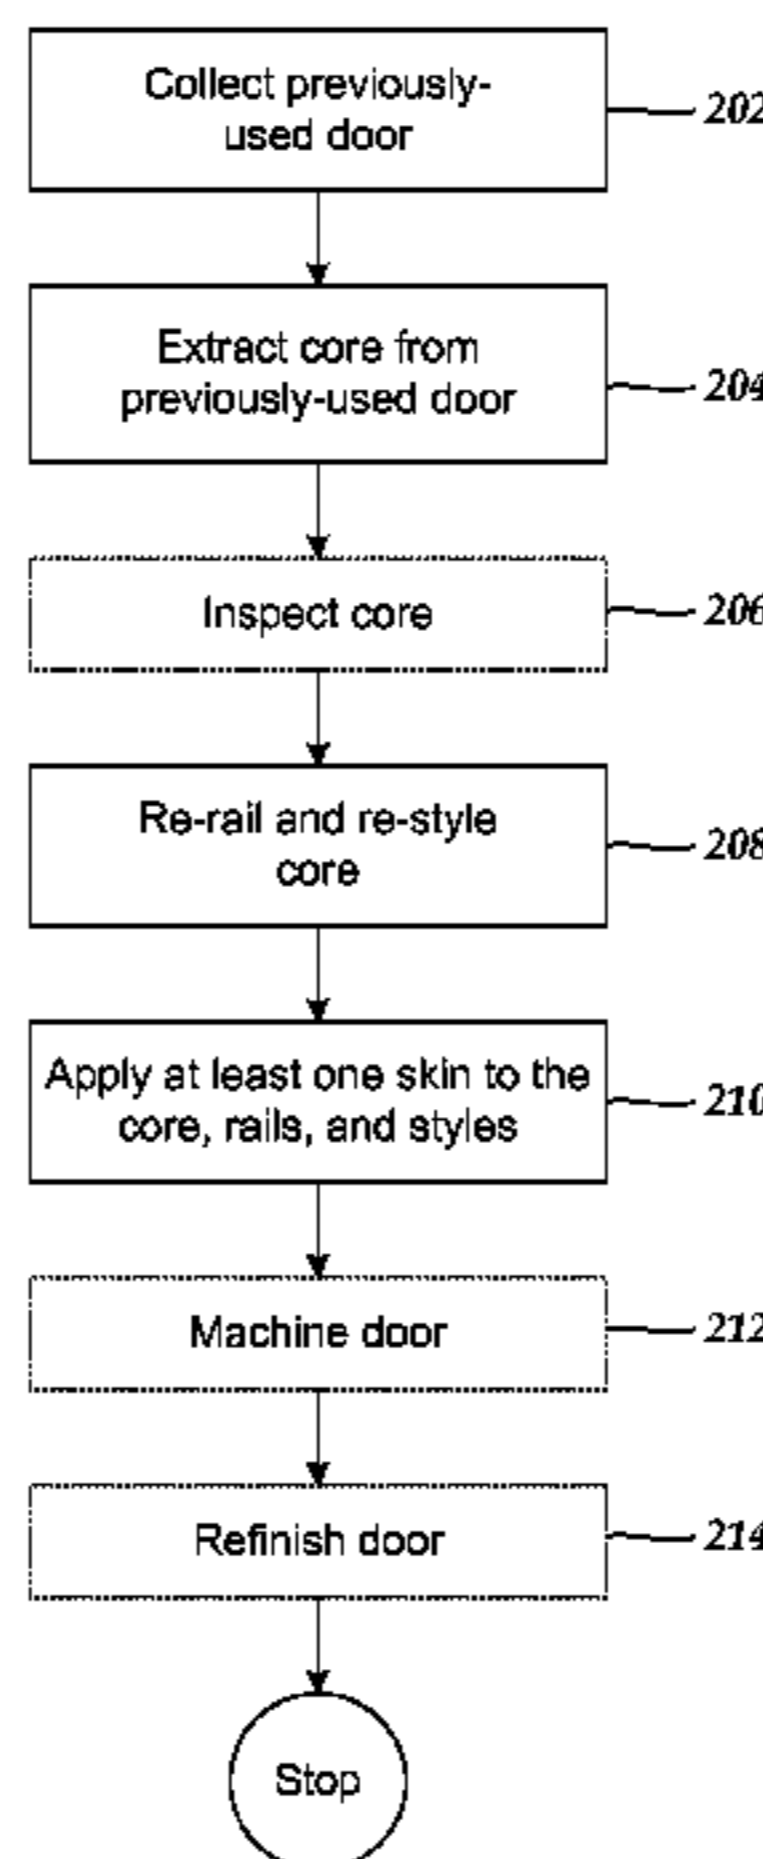 Collect previously-
used door
202
Extract core from
previously-used door
204
Inspect core
206
Re-rail and re-style
core
208
Apply at least one skin to the
core, rails, and styles
210
Machine door
212
Refinish door
214
Stop